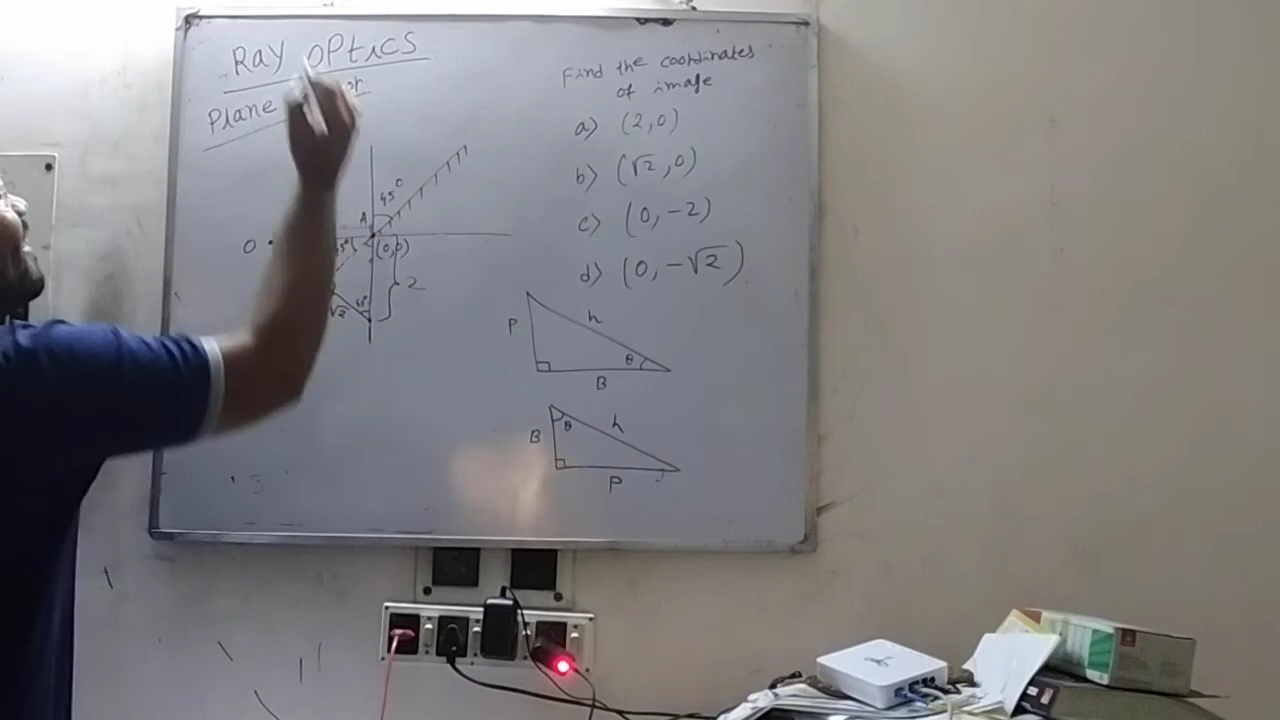 Ray OPtics
Plane
Find the coordinates
of image
a) (2,0)
b) (√2,0)
c) (0,-2)
d) (0,-√2)
45°
A
O
(0,0)
2
√2
P
h
θ
B
B
θ
h
P